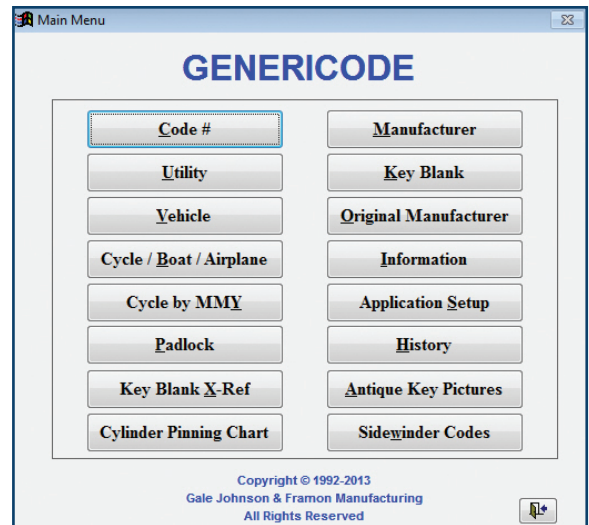 Main Menu
GENERICODE
Code #
Manufacturer
Utility
Key Blank
Vehicle
Original Manufacturer
Cycle / Boat / Airplane
Information
Cycle by MMY
Application Setup
Padlock
History
Key Blank X-Ref
Antique Key Pictures
Cylinder Pinning Chart
Sidewinder Codes
Copyright © 1992-2013
Gale Johnson & Framon Manufacturing
All Rights Reserved